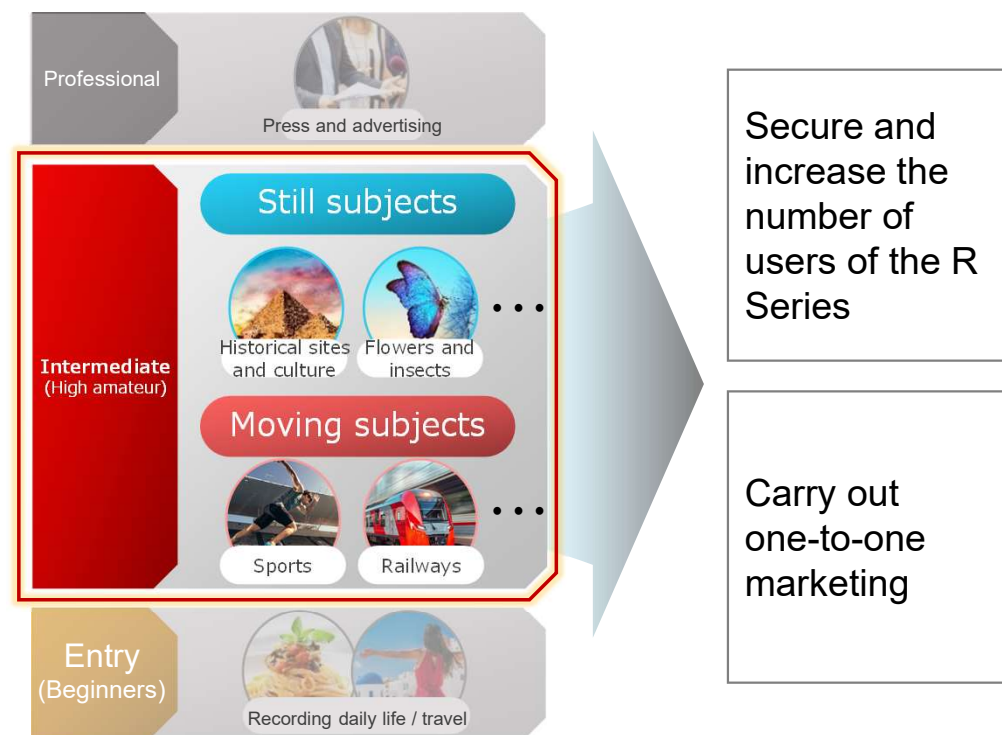 Professional
Press and advertising
Intermediate
(High amateur)
Still subjects
Historical sites
and culture
Flowers and
insects
• • •
Moving subjects
Sports
Railways
• • •
Entry
(Beginners)
Recording daily life / travel
Secure and
increase the
number of
users of the R
Series
Carry out
one-to-one
marketing